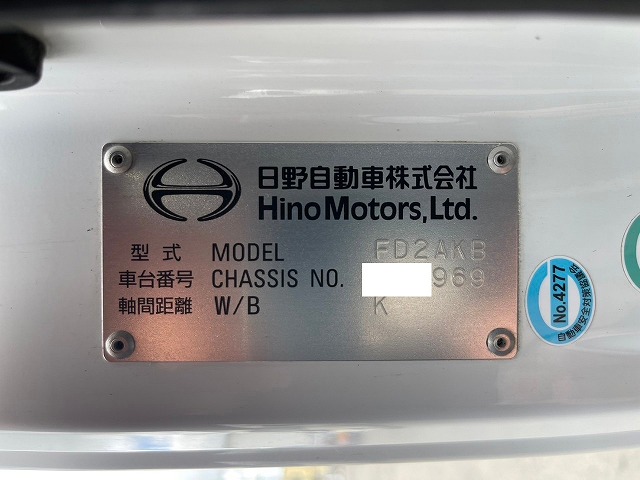 日野自動車株式会社
Hino Motors, Ltd.
型式 MODEL FD2AKB
車台番号 CHASSIS NO. 969
軸間距離 W/B K
No.4277